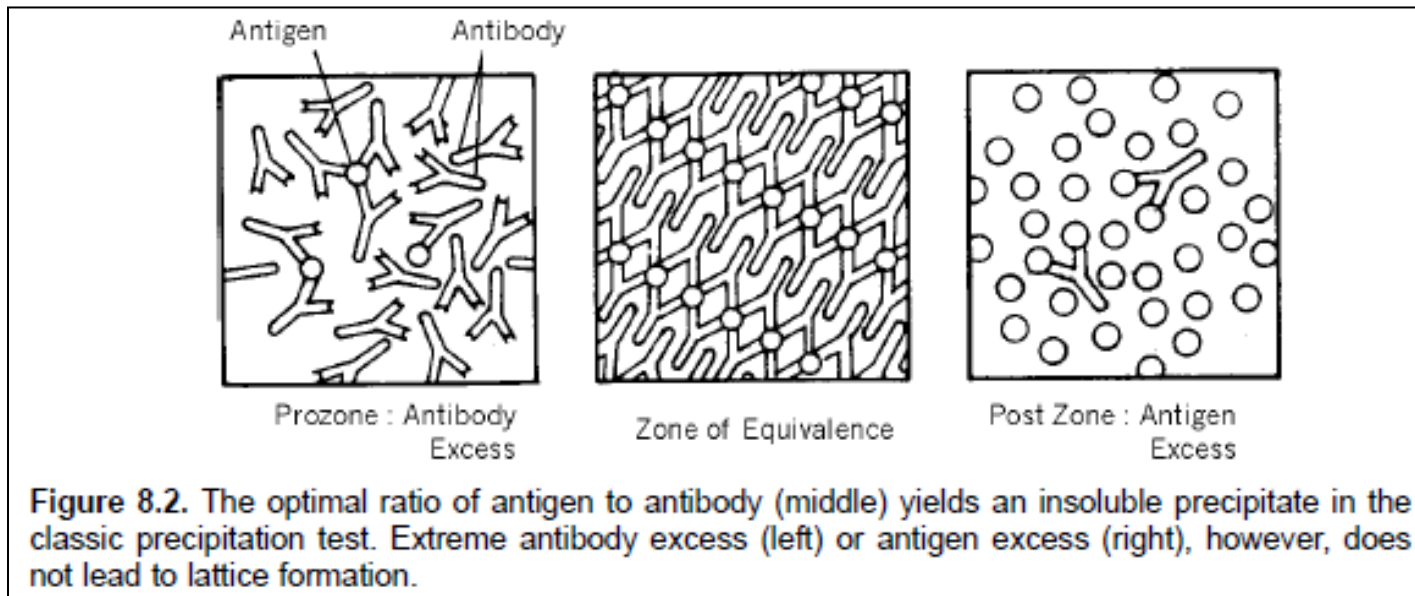 Antigen Antibody
Prozone : Antibody
Excess
Zone of Equivalence
Post Zone : Antigen
Excess
Figure 8.2. The optimal ratio of antigen to antibody (middle) yields an insoluble precipitate in the
classic precipitation test. Extreme antibody excess (left) or antigen excess (right), however, does
not lead to lattice formation.